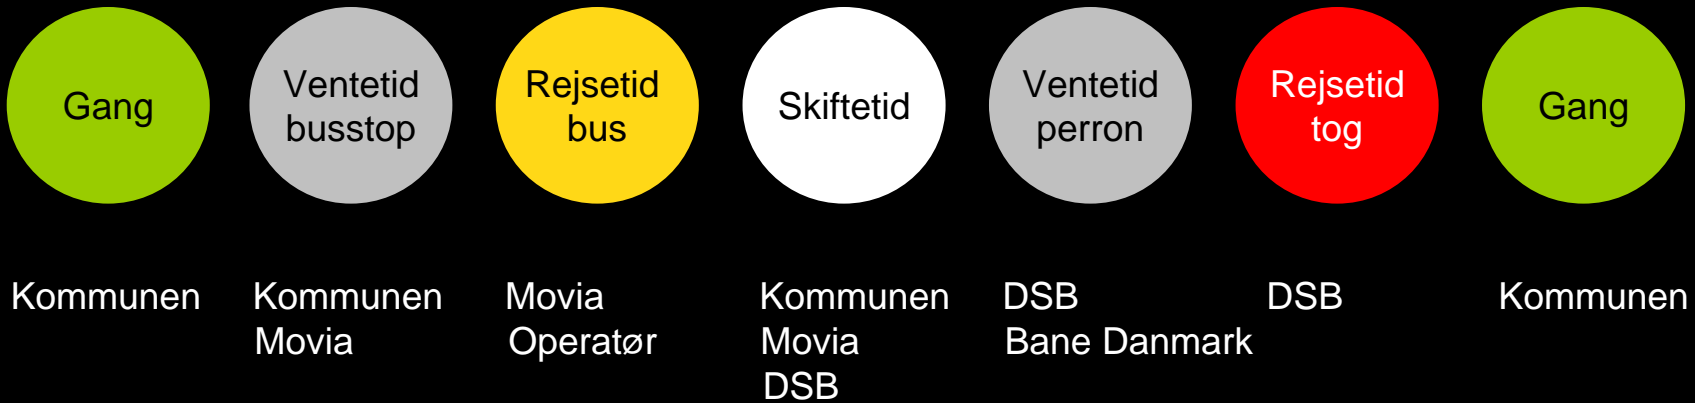 Gang
Ventetid
busstop
Rejsetid
bus
Skiftetid
Ventetid
perron
Rejsetid
tog
Gang
Kommunen
Kommunen
Movia
Movia
Operatør
Kommunen
Movia
DSB
DSB
Bane Danmark
DSB
Kommunen